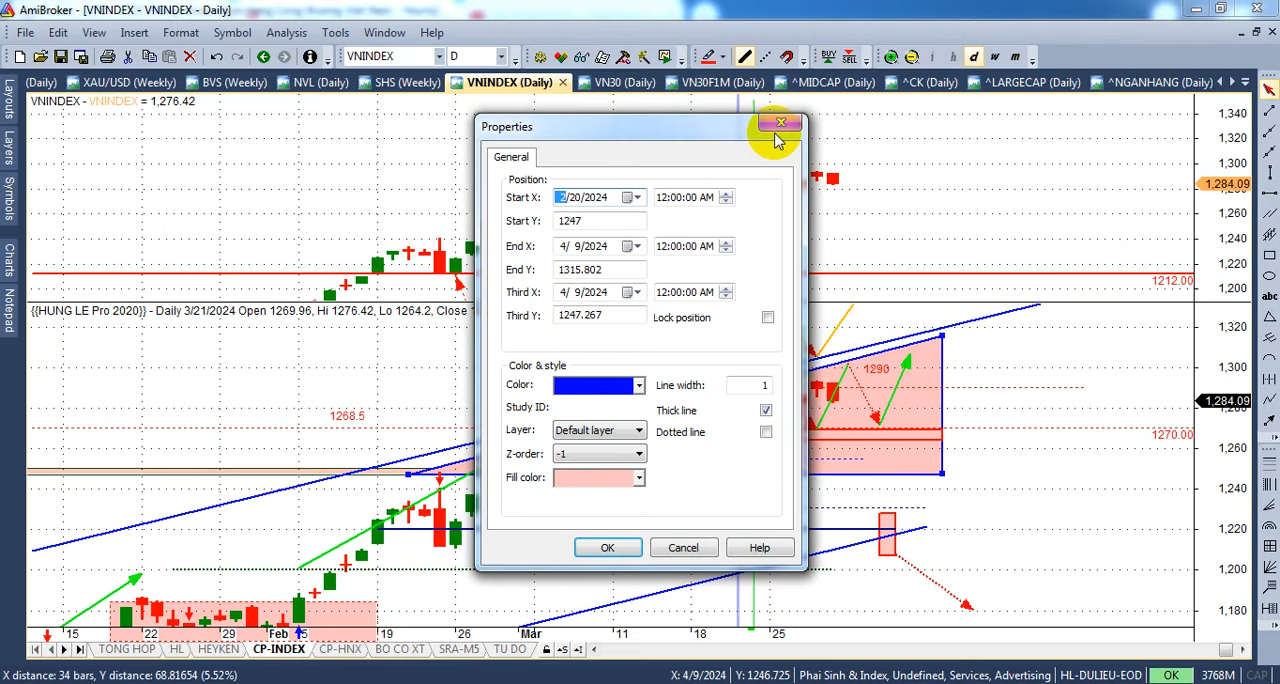 AmiBroker - [VNINDEX - VNINDEX - Daily]
File Edit View Insert Format Symbol Analysis Tools Window Help
VNINDEX D BUY SELL i h d w m
(Daily) XAU/USD (Weekly) BVS (Weekly) NVL (Daily) SHS (Weekly) VNINDEX (Daily) VN30 (Daily) VN30F1M (Daily) ^MIDCAP (Daily) ^CK (Daily) ^LARGECAP (Daily) ^NGANHANG (Daily)
Layouts
Layers
Symbols
Charts
Notepad
VNINDEX - VNINDEX = 1,276.42
1,340
1,320
1,300
1,284.09
1,280
1,260
1,240
1,220
1212.00
1,200
Properties
General
Position:
Start X: 2/20/2024 12:00:00 AM
Start Y: 1247
End X: 4/ 9/2024 12:00:00 AM
End Y: 1315.802
Third X: 4/ 9/2024 12:00:00 AM
Third Y: 1247.267 Lock position
Color & style
Color: Line width: 1
Study ID: Thick line
Layer: Default layer Dotted line
Z-order: -1
Fill color:
OK Cancel Help
{{HUNG LE Pro 2020}} - Daily 3/21/2024 Open 1269.96, Hi 1276.42, Lo 1264.2, Close 1
1,320
1290
1,300
1,284.09
1,280
1268.5
1270.00
1,260
1,240
1,220
1,200
1,180
15 22 29 Feb 5 19 26 Mar 11 18 25
TONG HOP HL HEYKEN CP-INDEX CP-HNX BO CO XT SRA-M5 TU DO
X distance: 34 bars, Y distance: 68.81654 (5.52%) X: 4/9/2024 Y: 1246.725 Phai Sinh & Index, Undefined, Services, Advertising HL-DULIEU-EOD OK 3768M CAP